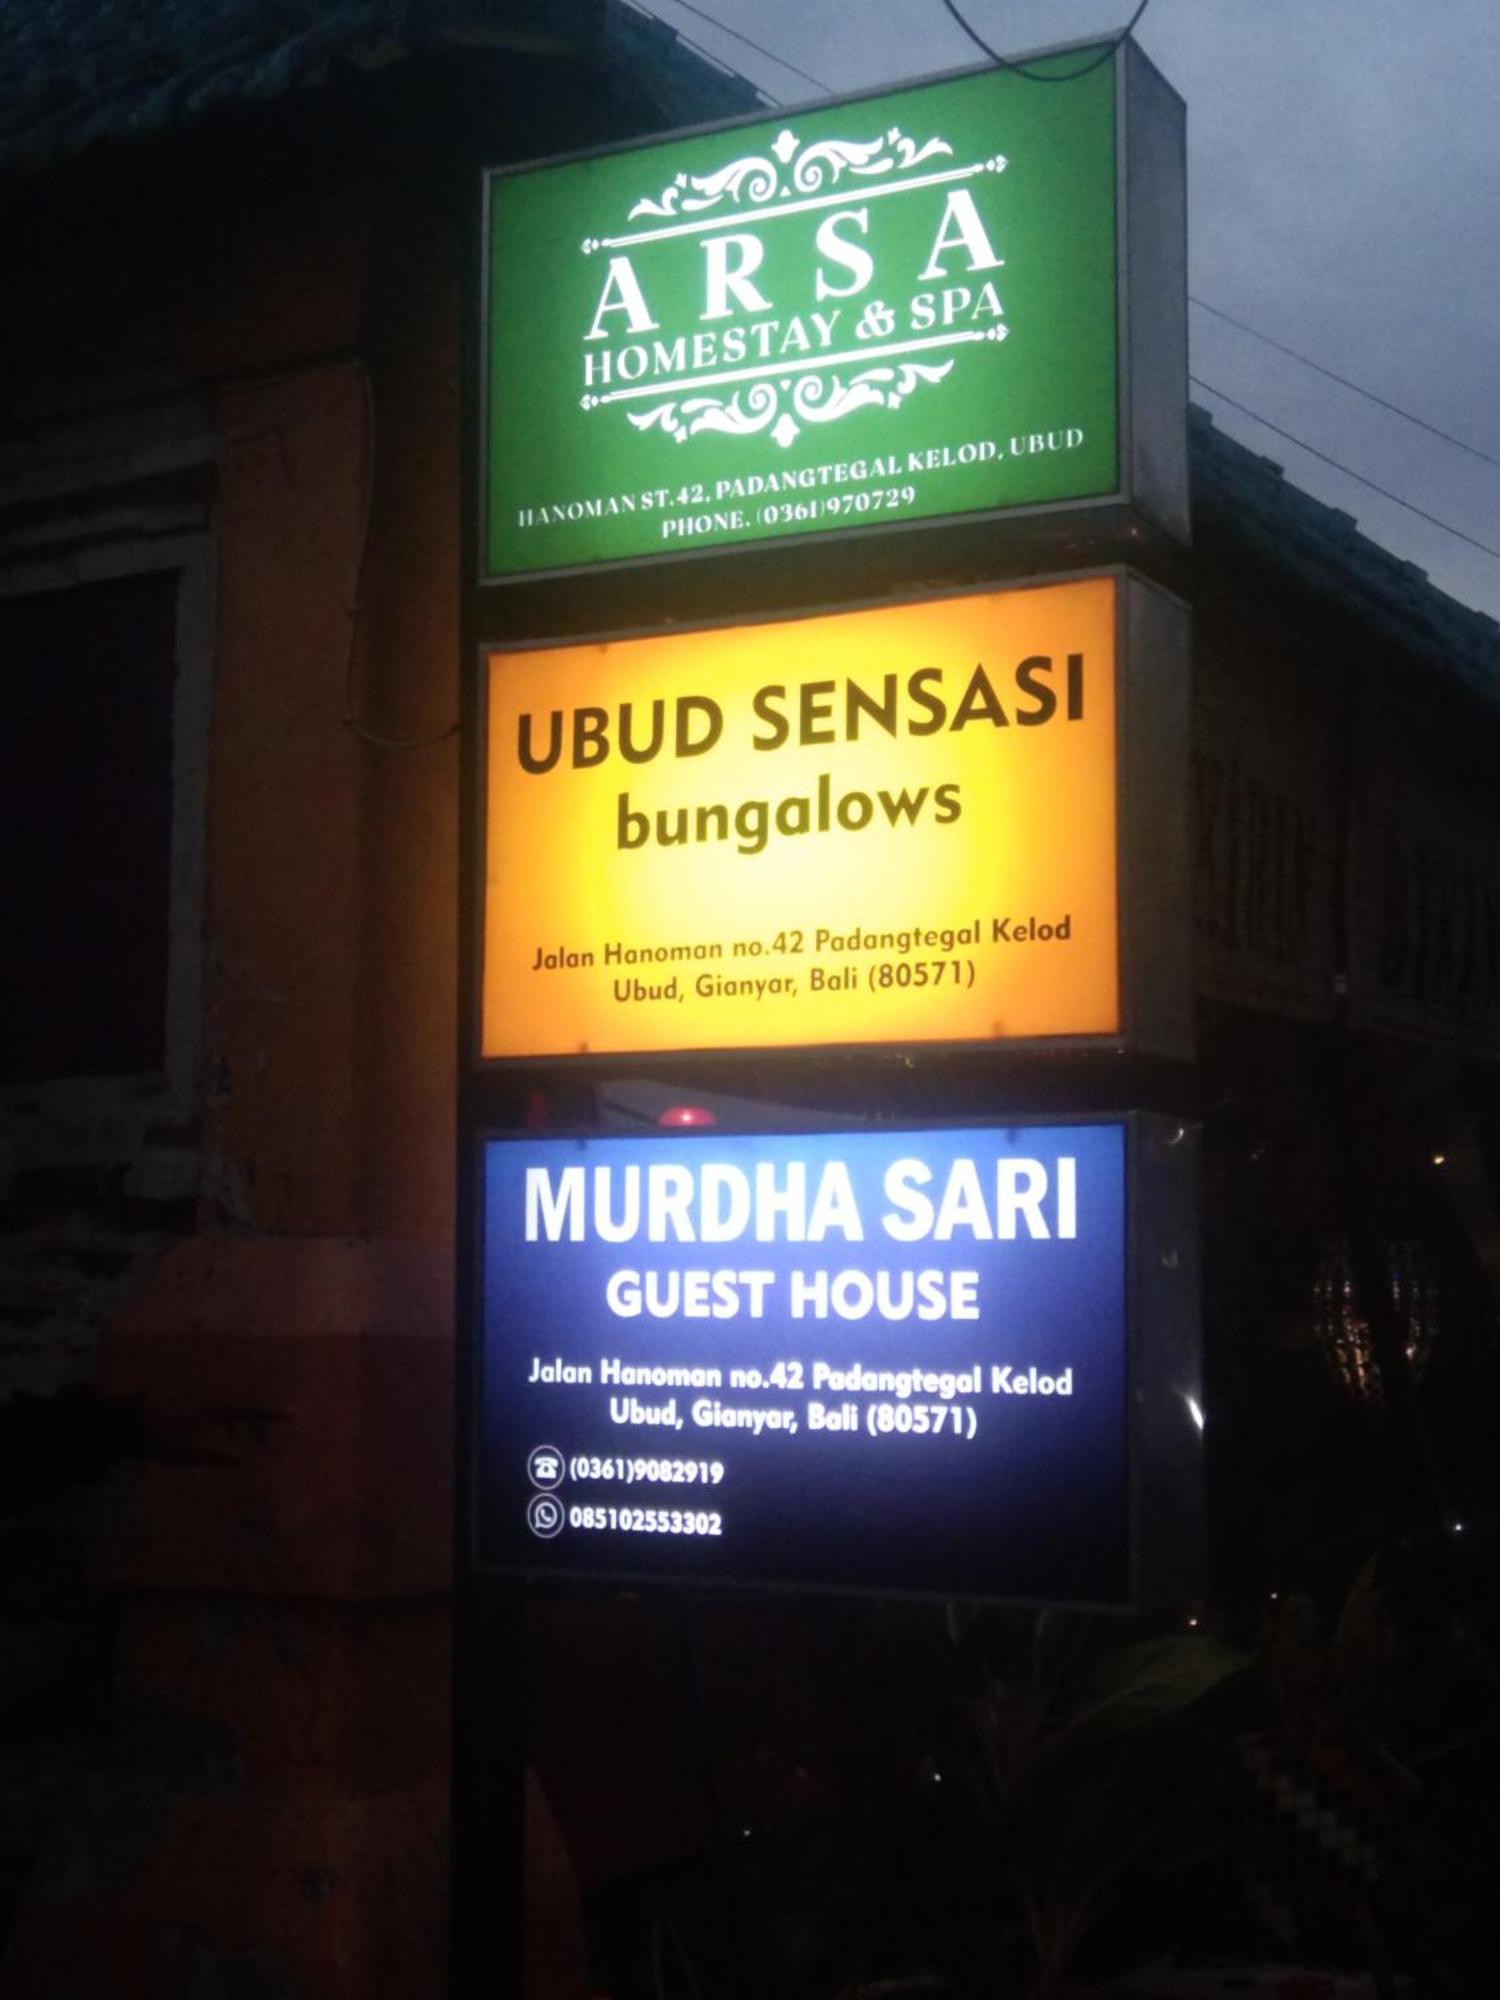 ARSA
HOMESTAY & SPA
HANOMAN ST.42, PADANGTEGAL KELOD, UBUD
PHONE. (0361)970729
UBUD SENSASI
bungalows
Jalan Hanoman no.42 Padangtegal Kelod
Ubud, Gianyar, Bali (80571)
MURDHA SARI
GUEST HOUSE
Jalan Hanoman no.42 Padangtegal Kelod
Ubud, Gianyar, Bali (80571)
(0361)9082919
085102553302